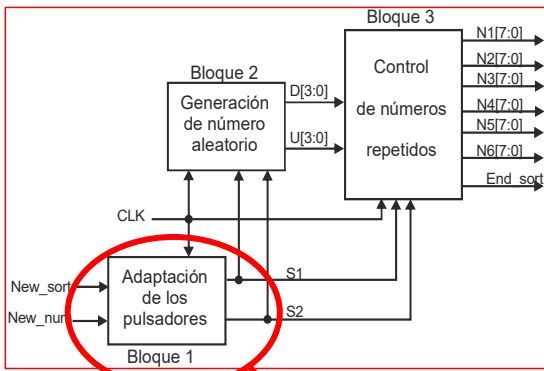 Bloque 3
N1[7:0]
N2[7:0]
N3[7:0]
N4[7:0]
N5[7:0]
N6[7:0]
End_sort
Control
de números
repetidos
Bloque 2
Generación
de número
aleatorio
D[3:0]
U[3:0]
CLK
New_sort
New_num
Adaptación
de los
pulsadores
S1
S2
Bloque 1